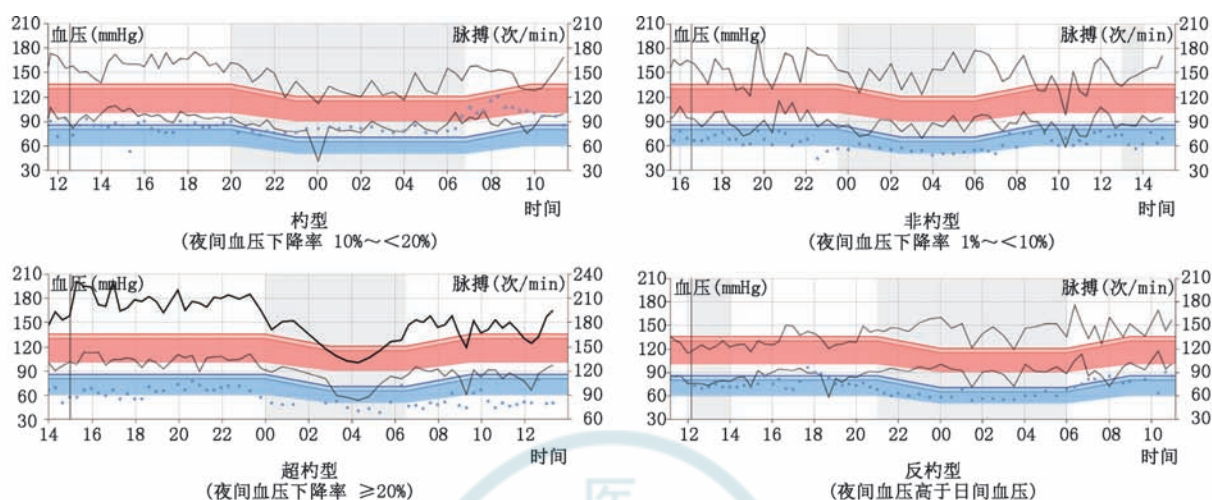 血压(mmHg) 脉搏(次/min)
210 180 150 120 90 60 30
210 180 150 120 90 60 30
12 14 16 18 20 22 00 02 04 06 08 10
时间
杓型
(夜间血压下降率 10%～<20%)
血压(mmHg) 脉搏(次/min)
210 180 150 120 90 60 30
210 180 150 120 90 60 30
16 18 20 22 00 02 04 06 08 10 12 14
时间
非杓型
(夜间血压下降率 1%～<10%)
血压(mmHg) 脉搏(次/min)
210 180 150 120 90 60 30
240 210 180 150 120 90 60
14 16 18 20 22 00 02 04 06 08 10 12
时间
超杓型
(夜间血压下降率 ≥20%)
血压(mmHg) 脉搏(次/min)
210 180 150 120 90 60 30
210 180 150 120 90 60 30
12 14 16 18 20 22 00 02 04 06 08 10
时间
反杓型
(夜间血压高于日间血压)
医